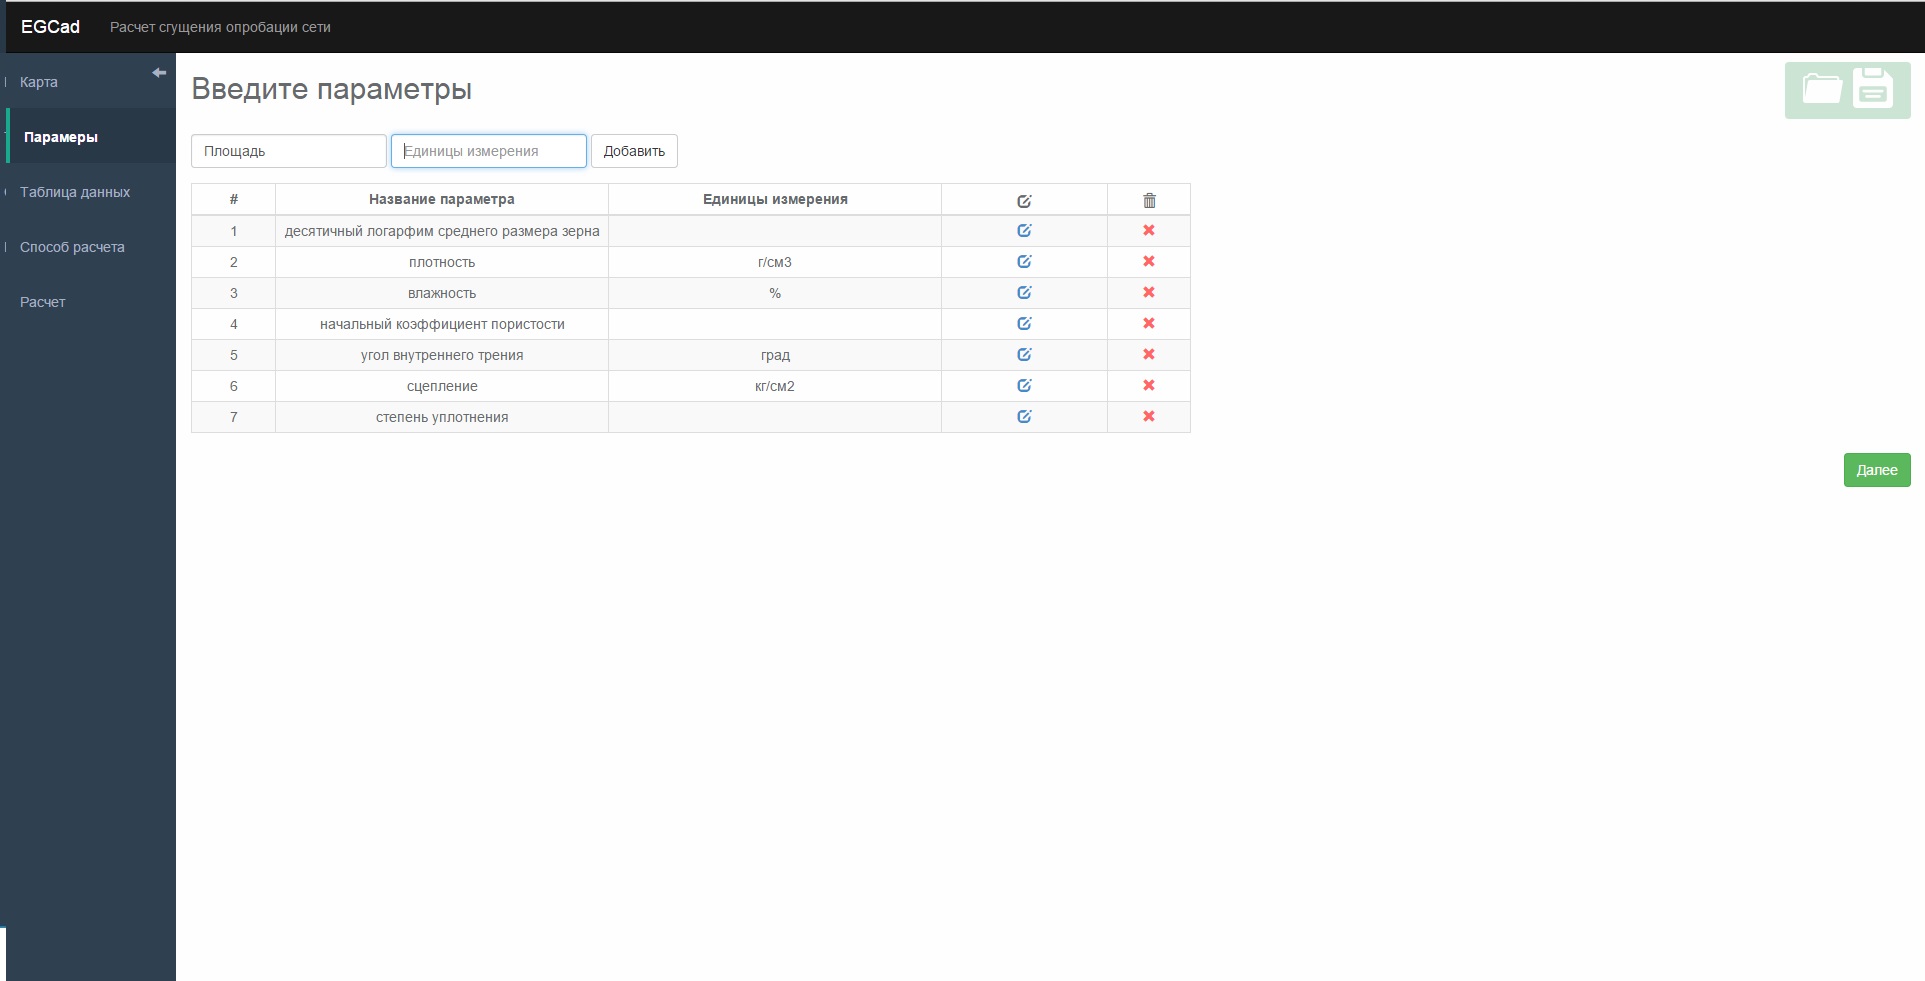 EGCad Расчет сгущения опробации сети
Карта
Парамеры
Таблица данных
Способ расчета
Расчет
Введите параметры
Площадь Единицы измерения Добавить
# Название параметра Единицы измерения
1 десятичный логарфим среднего размера зерна
2 плотность г/см3
3 влажность %
4 начальный коэффициент пористости
5 угол внутреннего трения град
6 сцепление кг/см2
7 степень уплотнения
Далее